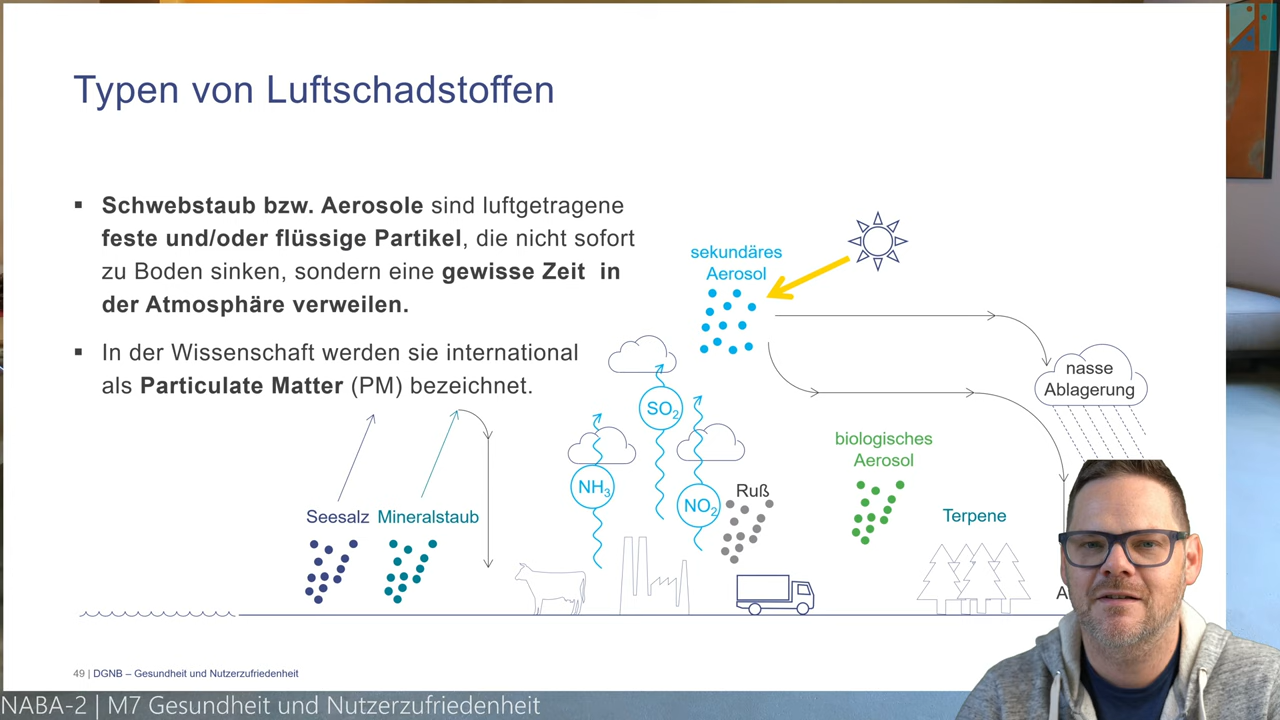 Typen von Luftschadstoffen
▪ Schwebstaub bzw. Aerosole sind luftgetragene
feste und/oder flüssige Partikel, die nicht sofort
zu Boden sinken, sondern eine gewisse Zeit in
der Atmosphäre verweilen.
▪ In der Wissenschaft werden sie international
als Particulate Matter (PM) bezeichnet.
sekundäres
Aerosol
nasse
Ablagerung
SO2
biologisches
Aerosol
NH3
NO2
Ruß
Seesalz
Mineralstaub
Terpene
49 | DGNB – Gesundheit und Nutzerzufriedenheit
NABA-2 | M7 Gesundheit und Nutzerzufriedenheit